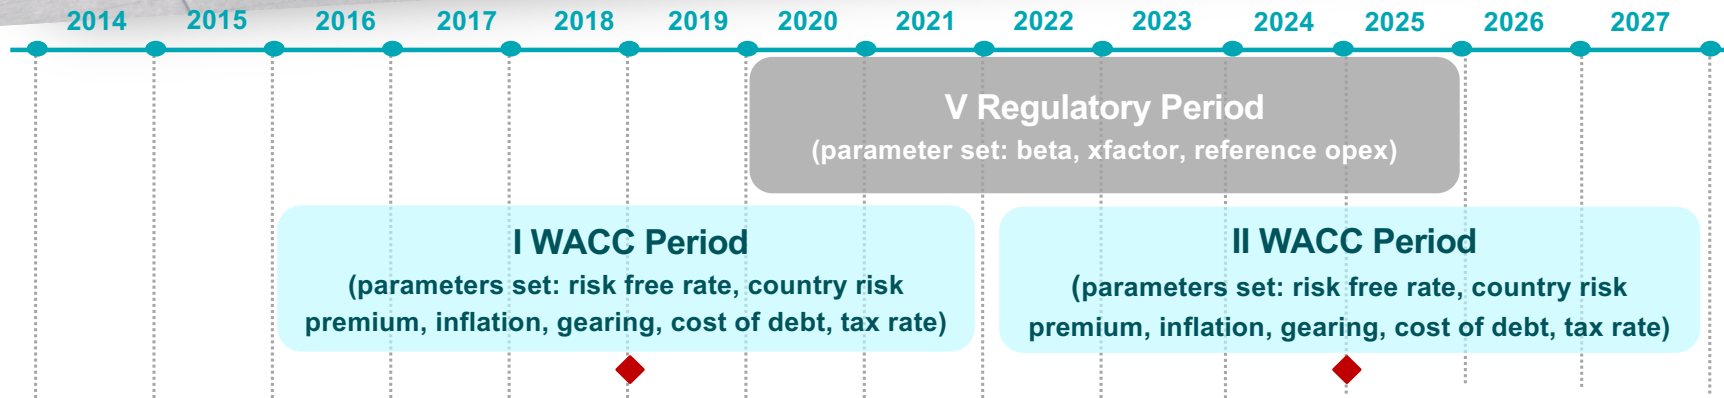 2014 2015 2016 2017 2018 2019 2020 2021 2022 2023 2024 2025 2026 2027
V Regulatory Period
(parameter set: beta, xfactor, reference opex)
I WACC Period
(parameters set: risk free rate, country risk
premium, inflation, gearing, cost of debt, tax rate)
II WACC Period
(parameters set: risk free rate, country risk
premium, inflation, gearing, cost of debt, tax rate)